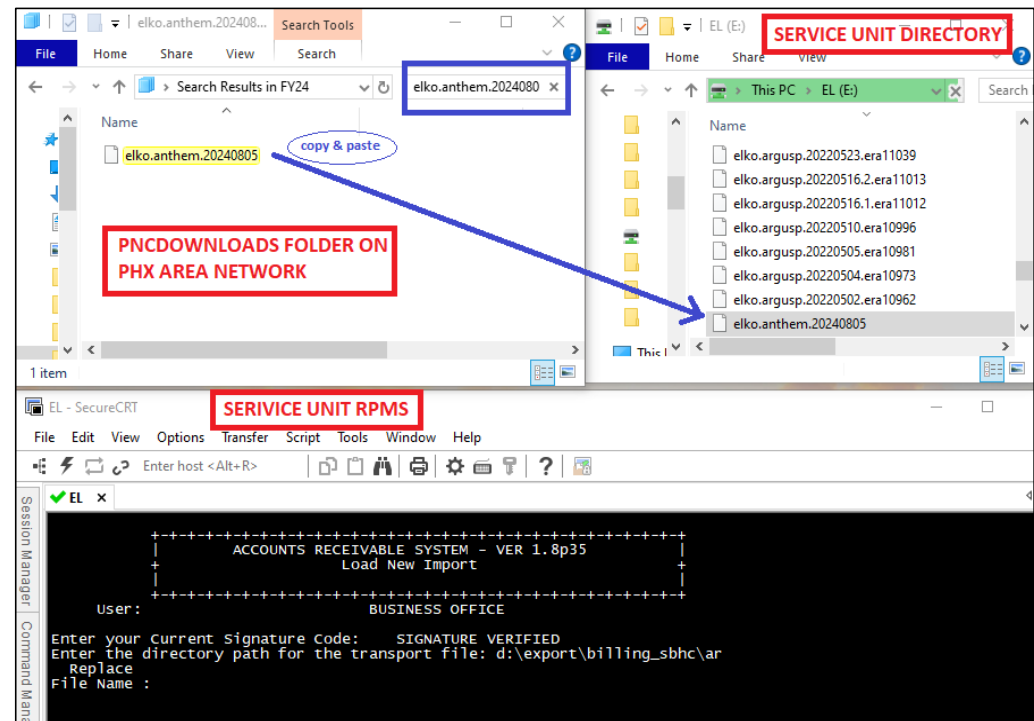 elko.anthem.202408...
Search Tools
File
Home
Share
View
Search
Search Results in FY24
elko.anthem.2024080
Name
elko.anthem.20240805
copy & paste
PNCDOWNLOADS FOLDER ON
PHX AREA NETWORK
1 item
EL (E:)
SERVICE UNIT DIRECTORY
File
Home
Share
View
This PC > EL (E:)
Search
Name
elko.argusp.20220523.era11039
elko.argusp.20220516.2.era11013
elko.argusp.20220516.1.era11012
elko.argusp.20220510.era10996
elko.argusp.20220505.era10981
elko.argusp.20220504.era10973
elko.argusp.20220502.era10962
elko.anthem.20240805
This
EL - SecureCRT
SERIVICE UNIT RPMS
File Edit View Options Transfer Script Tools Window Help
Enter host <Alt+R>
EL
Session Manager
Command Mana
+-+-+-+-+-+-+-+-+-+-+-+-+-+-+-+-+-+-+-+-+-+-+-+-+-+-+
| ACCOUNTS RECEIVABLE SYSTEM - VER 1.8p35 |
+ Load New Import +
| |
+-+-+-+-+-+-+-+-+-+-+-+-+-+-+-+-+-+-+-+-+-+-+-+-+-+-+
User: BUSINESS OFFICE
Enter your Current Signature Code: SIGNATURE VERIFIED
Enter the directory path for the transport file: d:\export\billing_sbhc\ar
Replace
File Name :